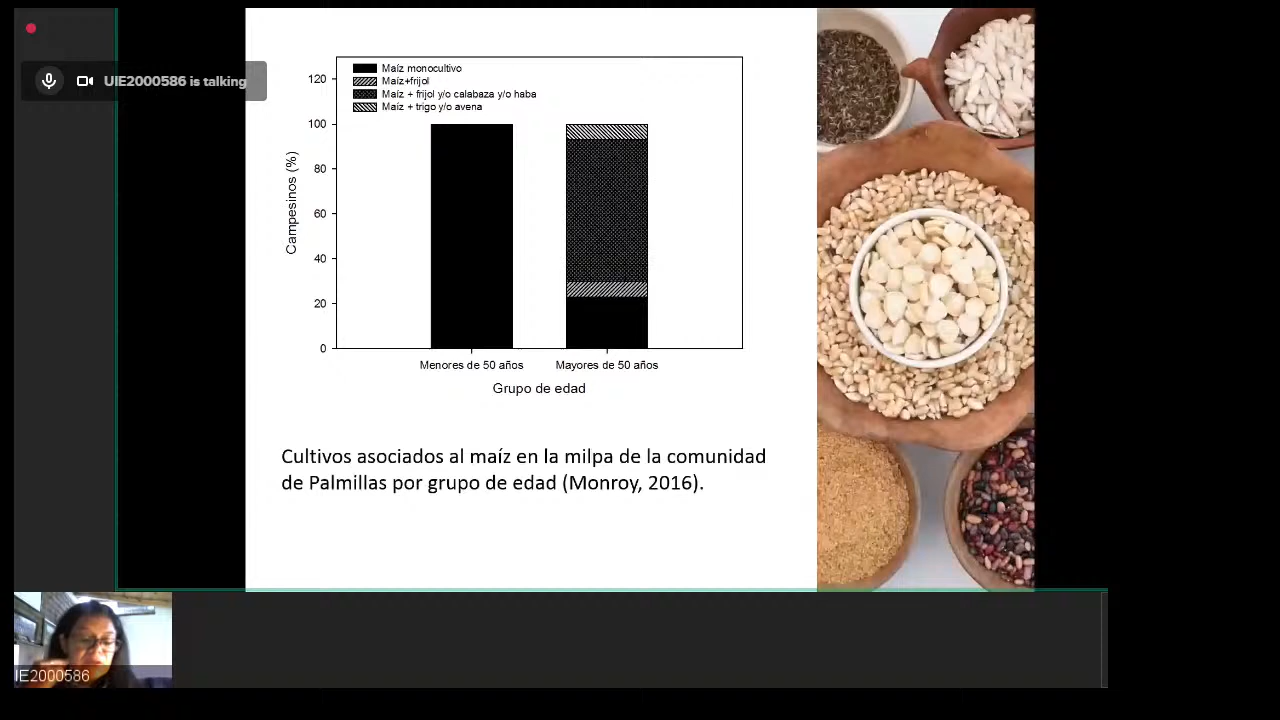 UIE2000586 is talking
Maíz monocultivo
Maíz+frijol
Maíz + frijol y/o calabaza y/o haba
Maíz + trigo y/o avena
120
100
80
60
40
20
0
Campesinos (%)
Menores de 50 años
Mayores de 50 años
Grupo de edad
Cultivos asociados al maíz en la milpa de la comunidad
de Palmillas por grupo de edad (Monroy, 2016).
IE2000586